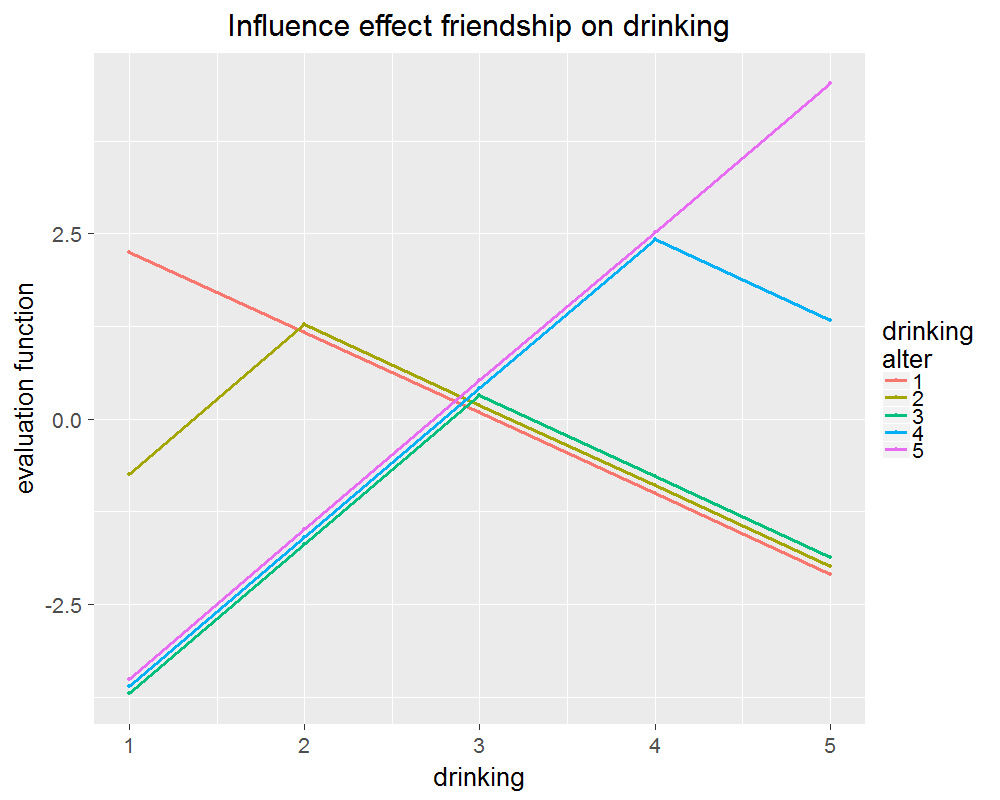 Influence effect friendship on drinking
evaluation function
2.5
0.0
-2.5
1 2 3 4 5
drinking
drinking
alter
1
2
3
4
5